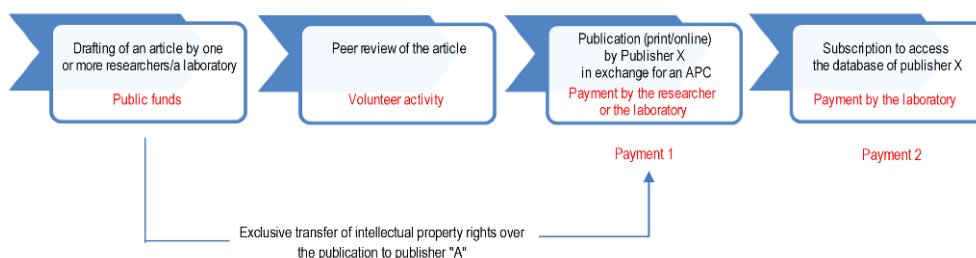 Drafting of an article by one
or more researchers/a laboratory
Public funds
Peer review of the article
Volunteer activity
Publication (print/online)
by Publisher X
in exchange for an APC
Payment by the researcher
or the laboratory
Subscription to access
the database of publisher X
Payment by the laboratory
Payment 1
Payment 2
Exclusive transfer of intellectual property rights over
the publication to publisher "A"